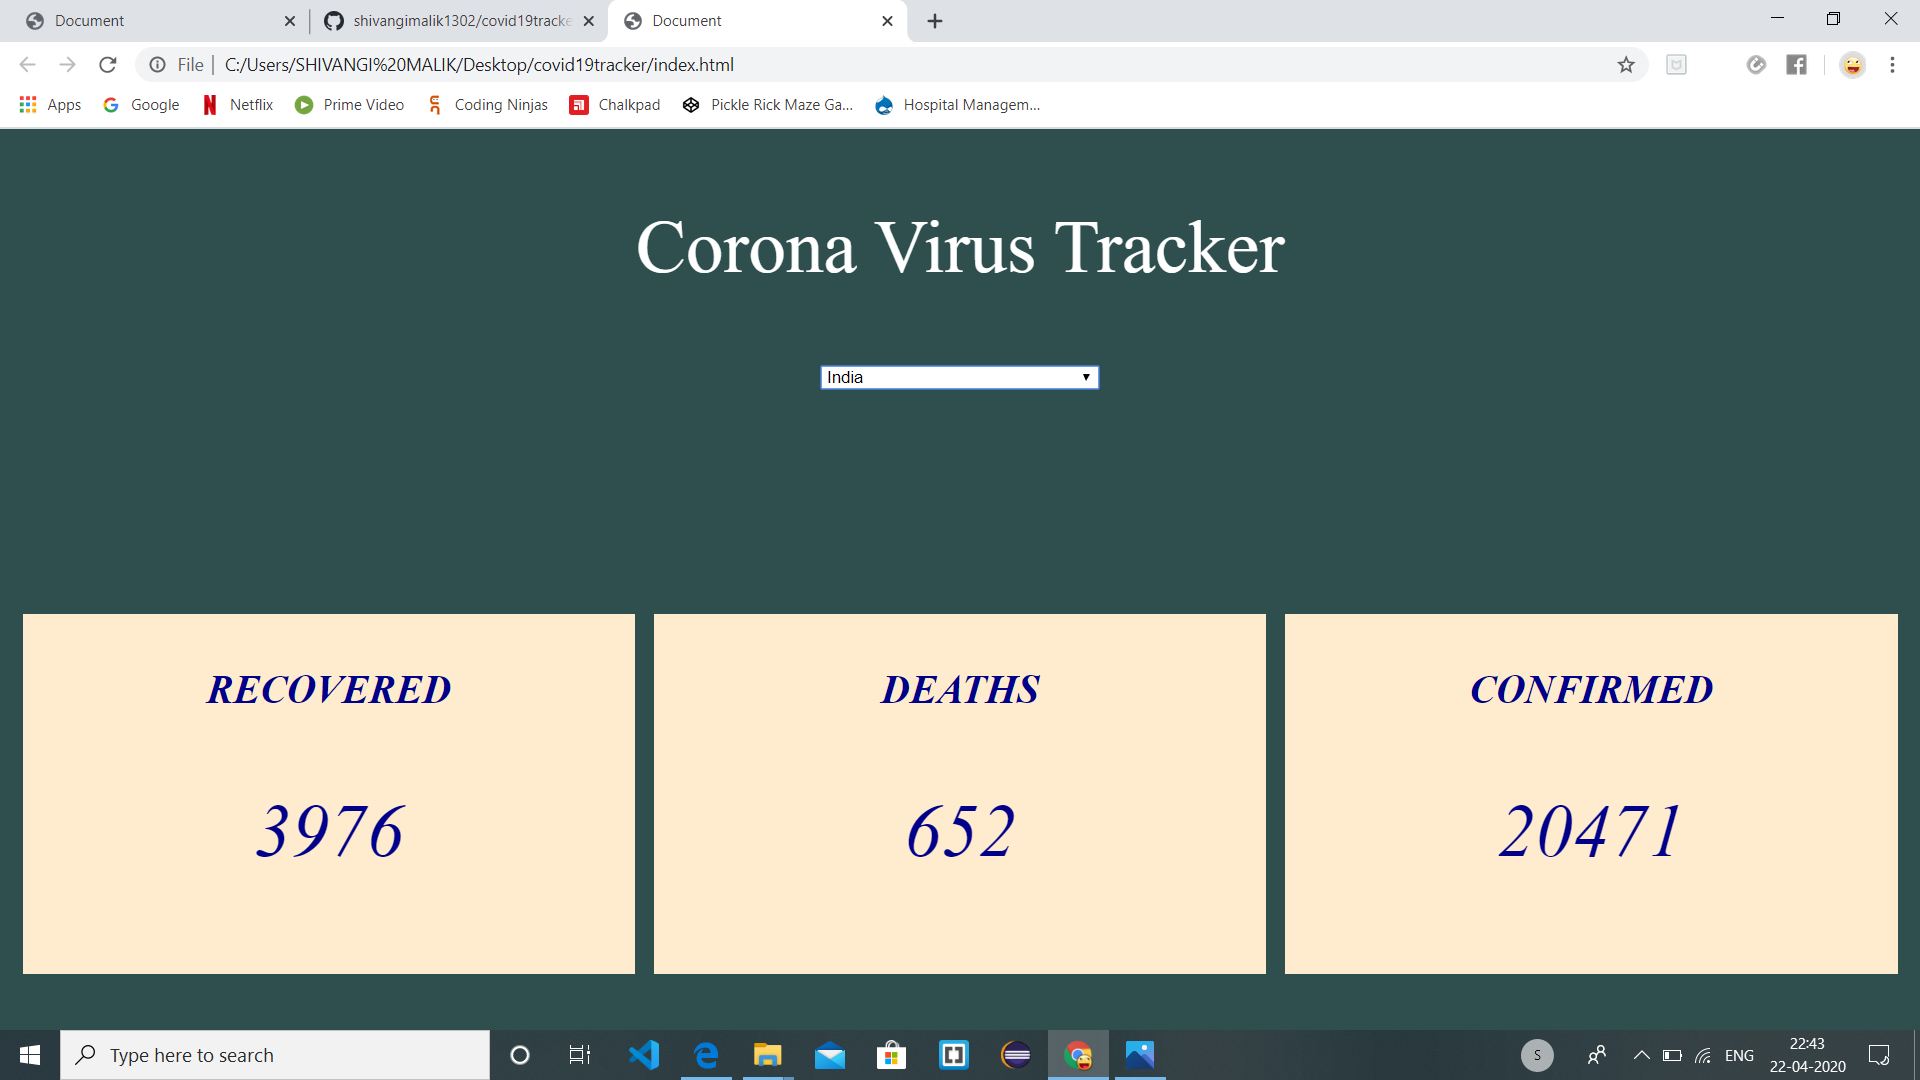 Document
shivangimalik1302/covid19tracke
Document
File
C:/Users/SHIVANGI%20MALIK/Desktop/covid19tracker/index.html
Apps
Google
Netflix
Prime Video
Coding Ninjas
Chalkpad
Pickle Rick Maze Ga...
Hospital Managem...
Corona Virus Tracker
India
RECOVERED
DEATHS
CONFIRMED
3976
652
20471
Type here to search
S
ENG
22:43
22-04-2020